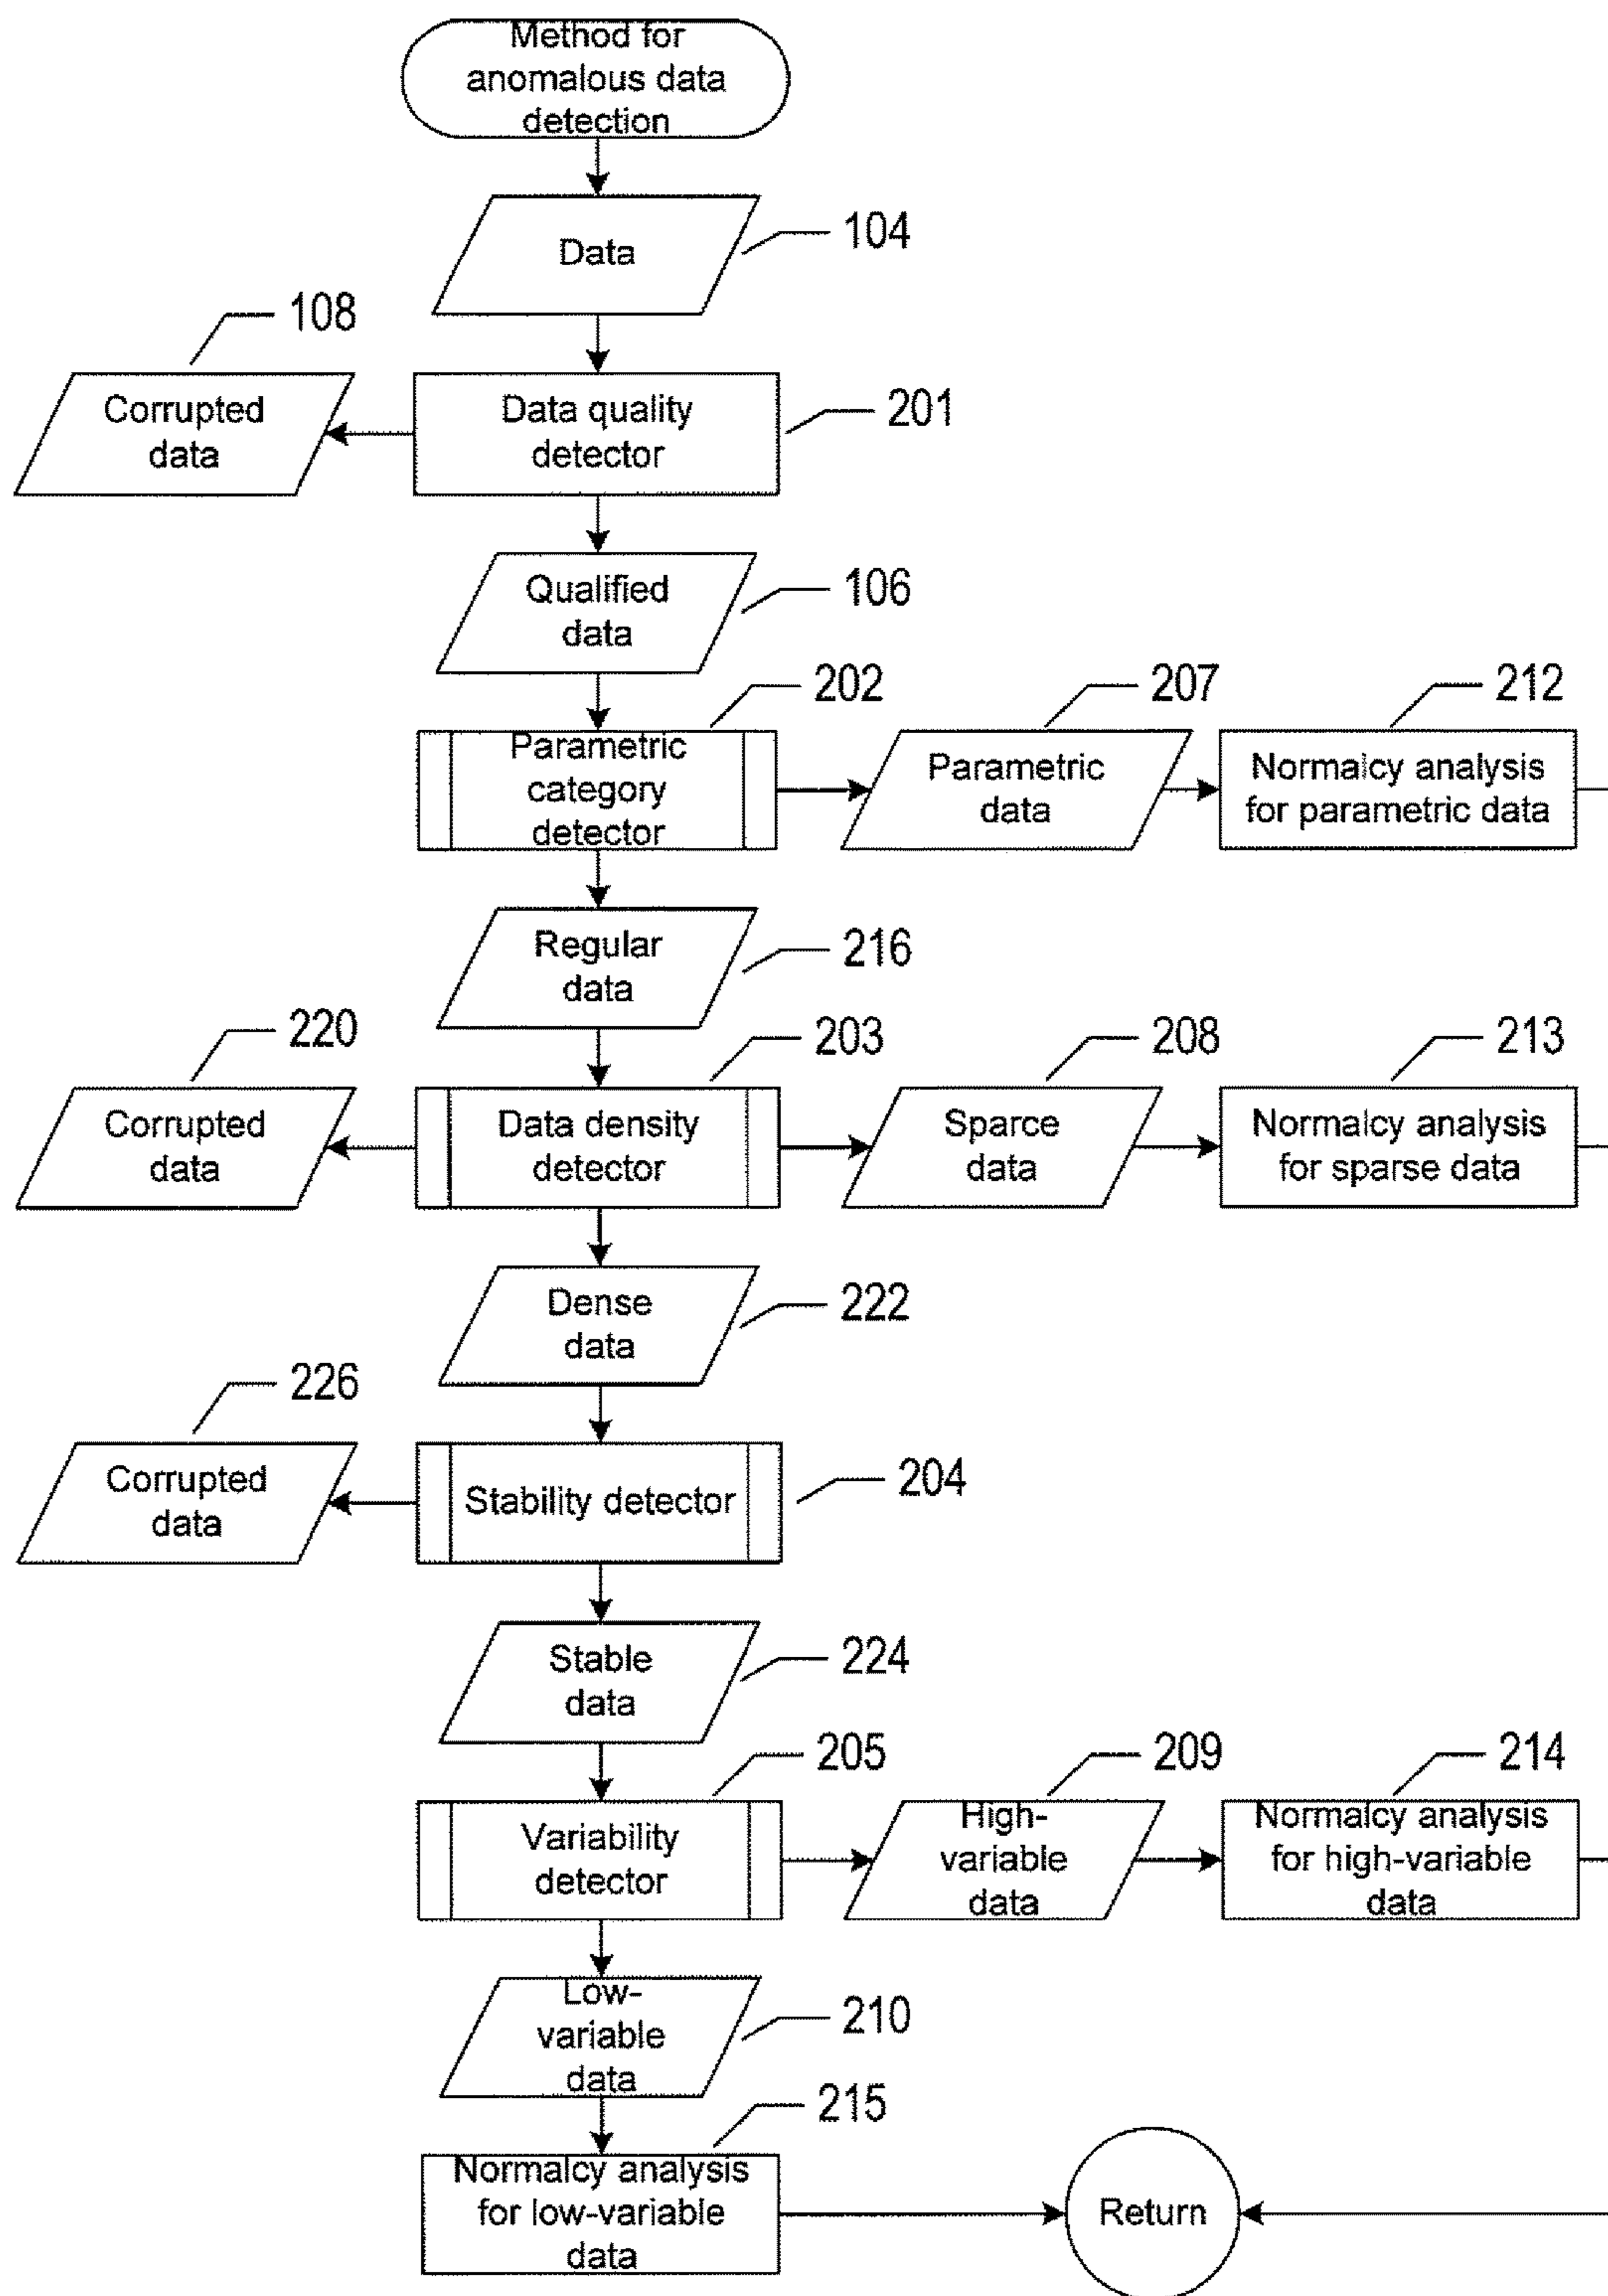 Method for
anomalous data
detection
Data
104
108
Corrupted
data
Data quality
detector
201
Qualified
data
106
202
207
212
Parametric
category
detector
Parametric
data
Normalcy analysis
for parametric data
Regular
data
216
220
203
208
213
Corrupted
data
Data density
detector
Sparce
data
Normalcy analysis
for sparse data
Dense
data
222
226
Corrupted
data
Stability detector
204
Stable
data
224
205
209
214
Variability
detector
High-
variable
data
Normalcy analysis
for high-variable
data
Low-
variable
data
210
215
Normalcy analysis
for low-variable
data
Return